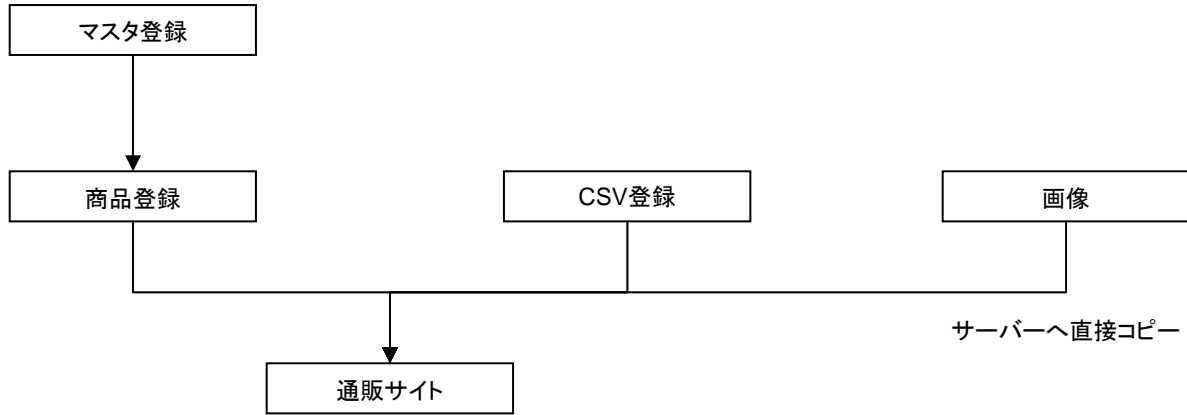 マスタ登録
商品登録
CSV登録
画像
サーバーへ直接コピー
通販サイト